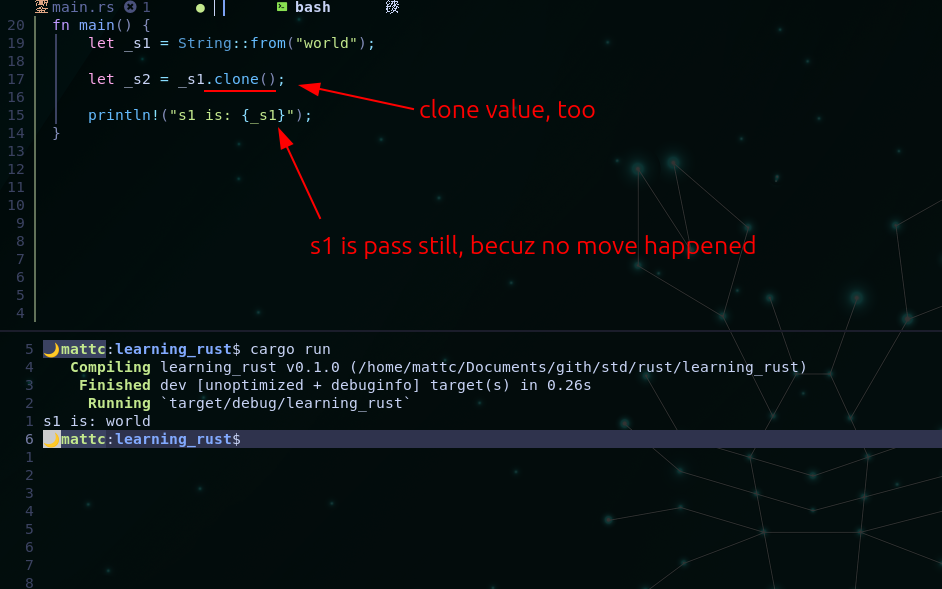 main.rs 1 bash
20 fn main() {
19 let _s1 = String::from("world");
18
17 let _s2 = _s1.clone();
16
15 println!("s1 is: {_s1}");
14 }
13
12
11
10
9
8
7
6
5
4
clone value, too
s1 is pass still, becuz no move happened
5 mattc:learning_rust$ cargo run
4 Compiling learning_rust v0.1.0 (/home/mattc/Documents/gith/std/rust/learning_rust)
3 Finished dev [unoptimized + debuginfo] target(s) in 0.26s
2 Running `target/debug/learning_rust`
1 s1 is: world
6 mattc:learning_rust$
1
2
3
4
5
6
7
8